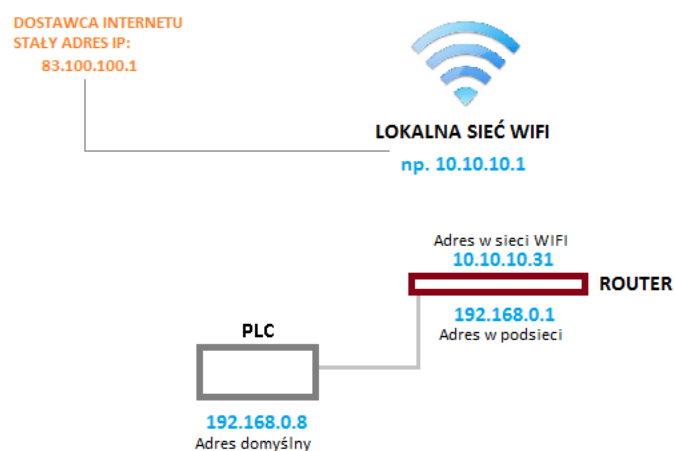 DOSTAWCA INTERNETU
STAŁY ADRES IP:
83.100.100.1
LOKALNA SIEĆ WIFI
np. 10.10.10.1
Adres w sieci WIFI
10.10.10.31
ROUTER
192.168.0.1
Adres w podsieci
PLC
192.168.0.8
Adres domyślny